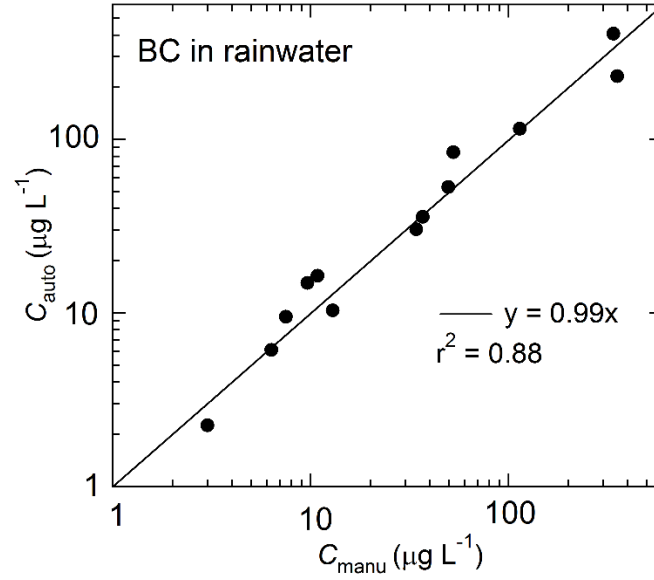 BC in rainwater
100
10
1
C_auto (μg L⁻¹)
y = 0.99x
r² = 0.88
1
10
100
C_manu (μg L⁻¹)